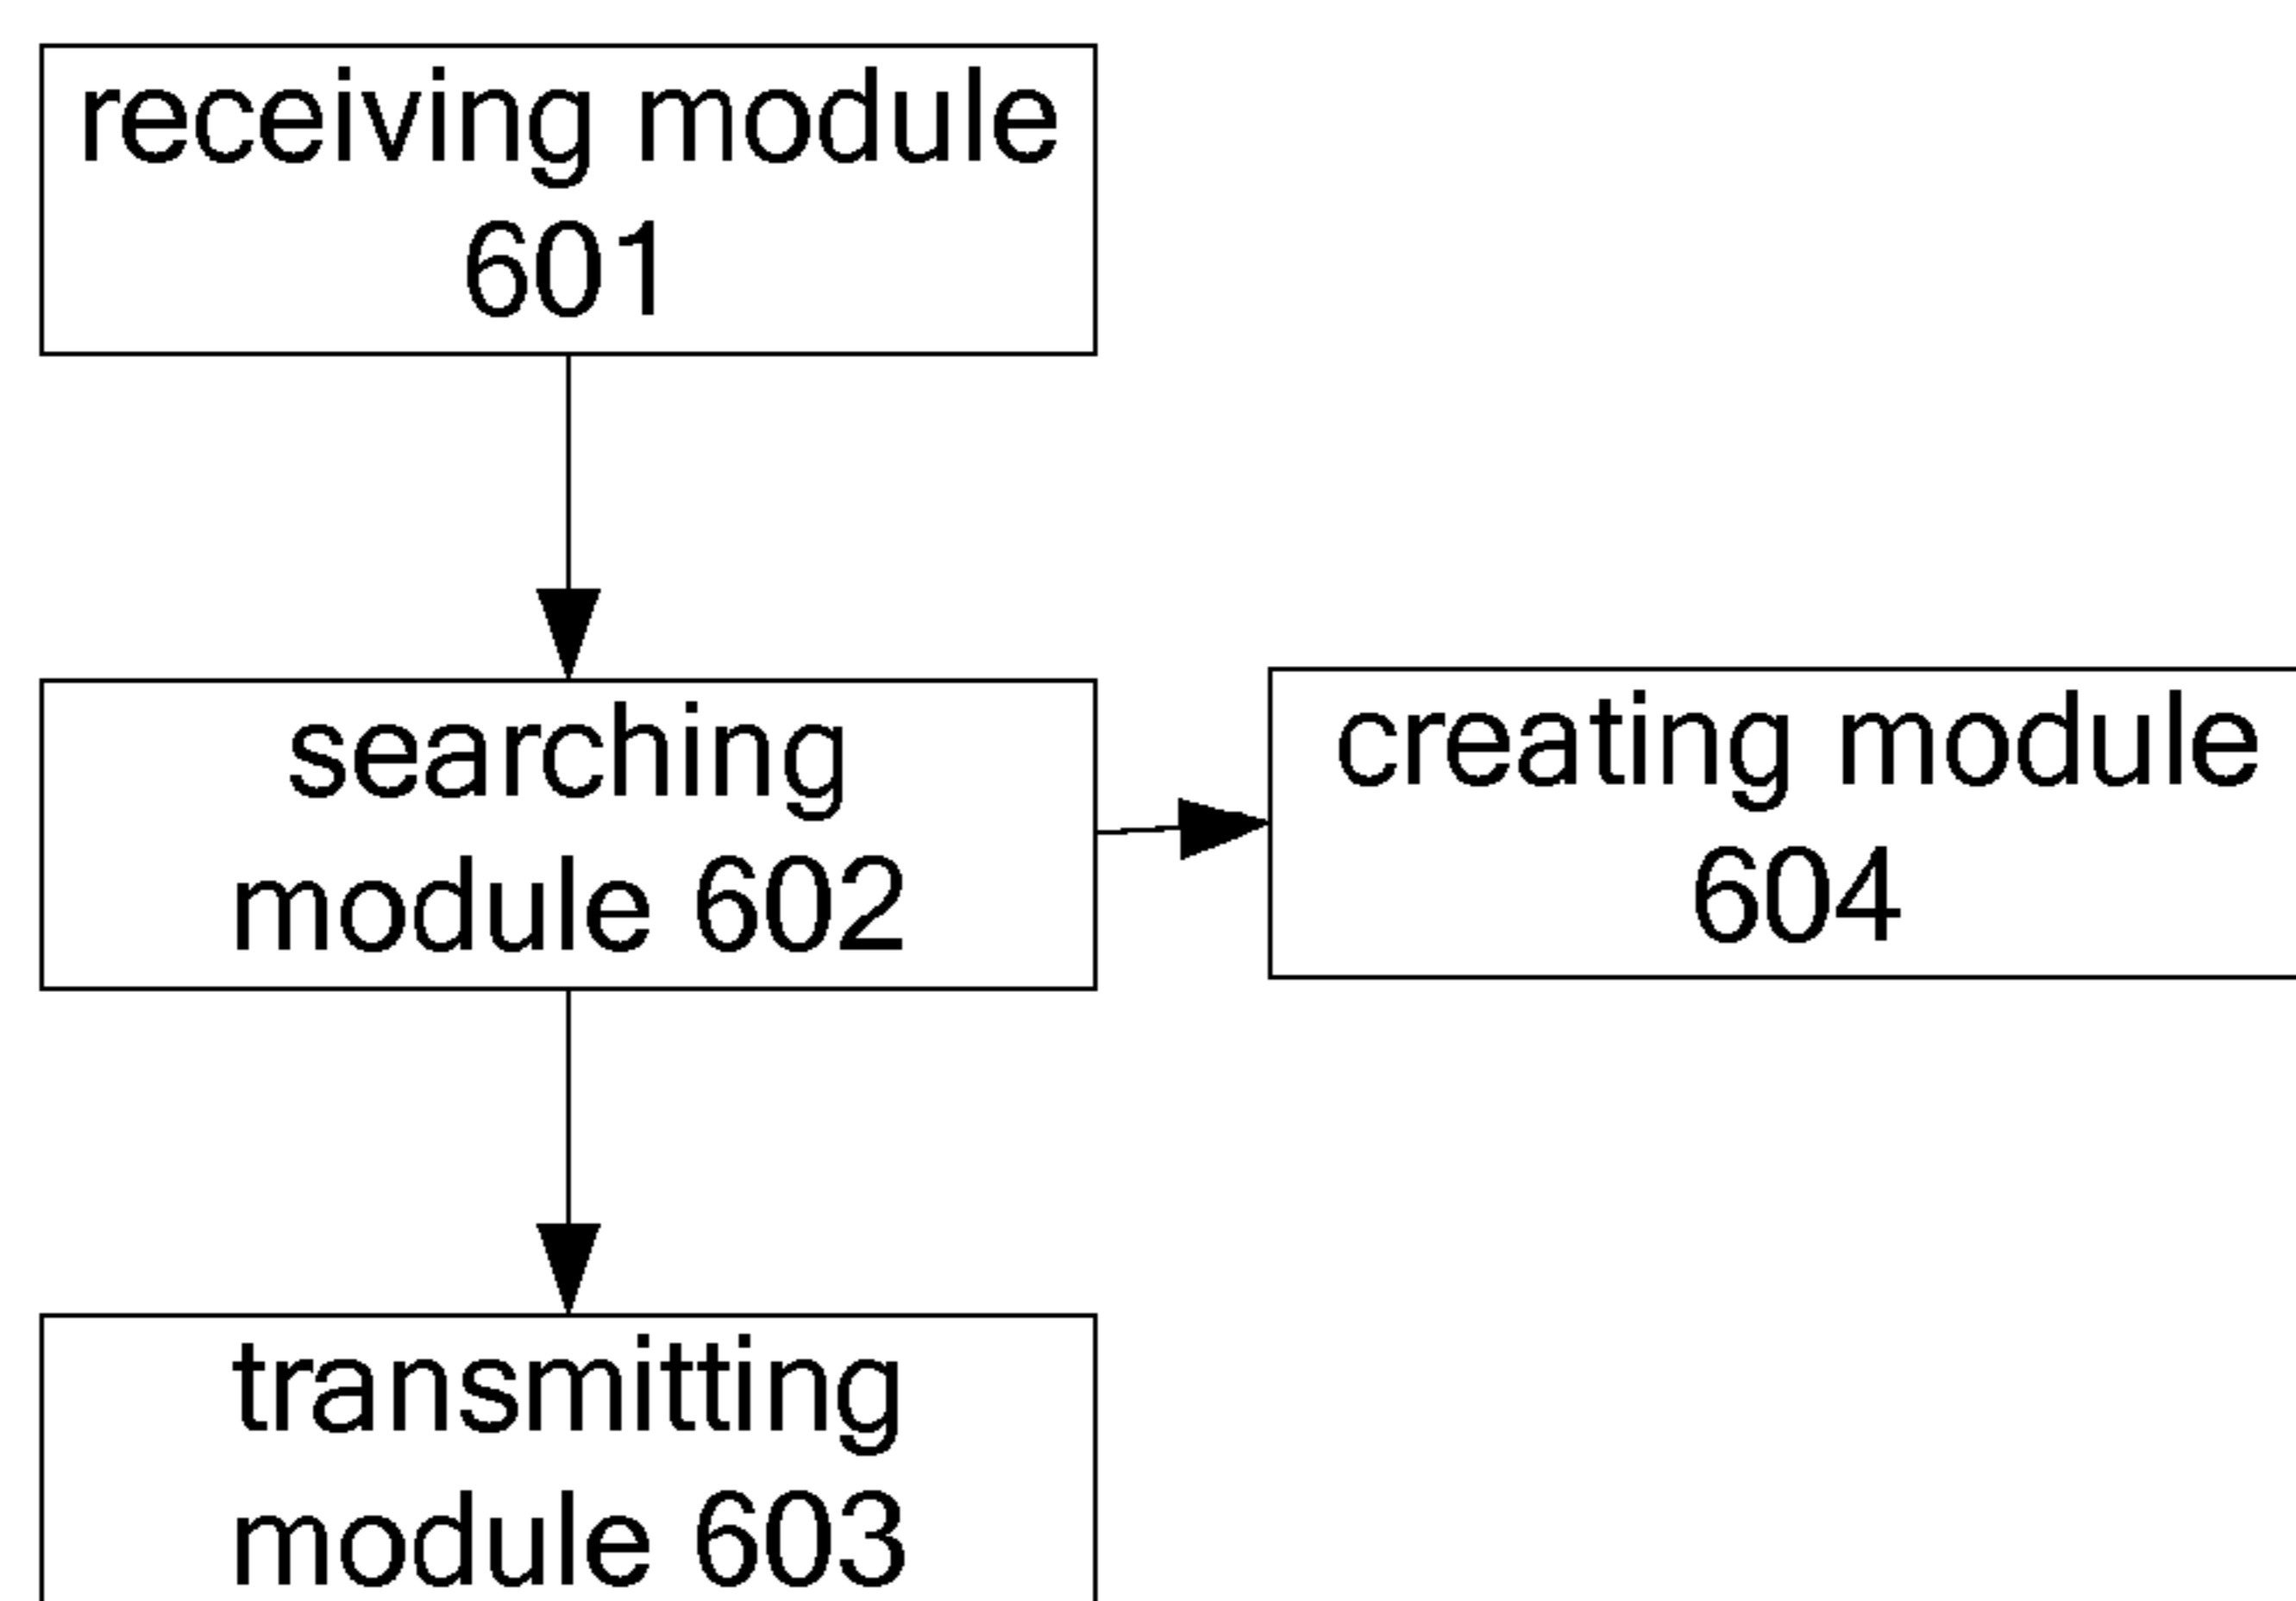 receiving module
601
searching
module 602
creating module
604
transmitting
module 603